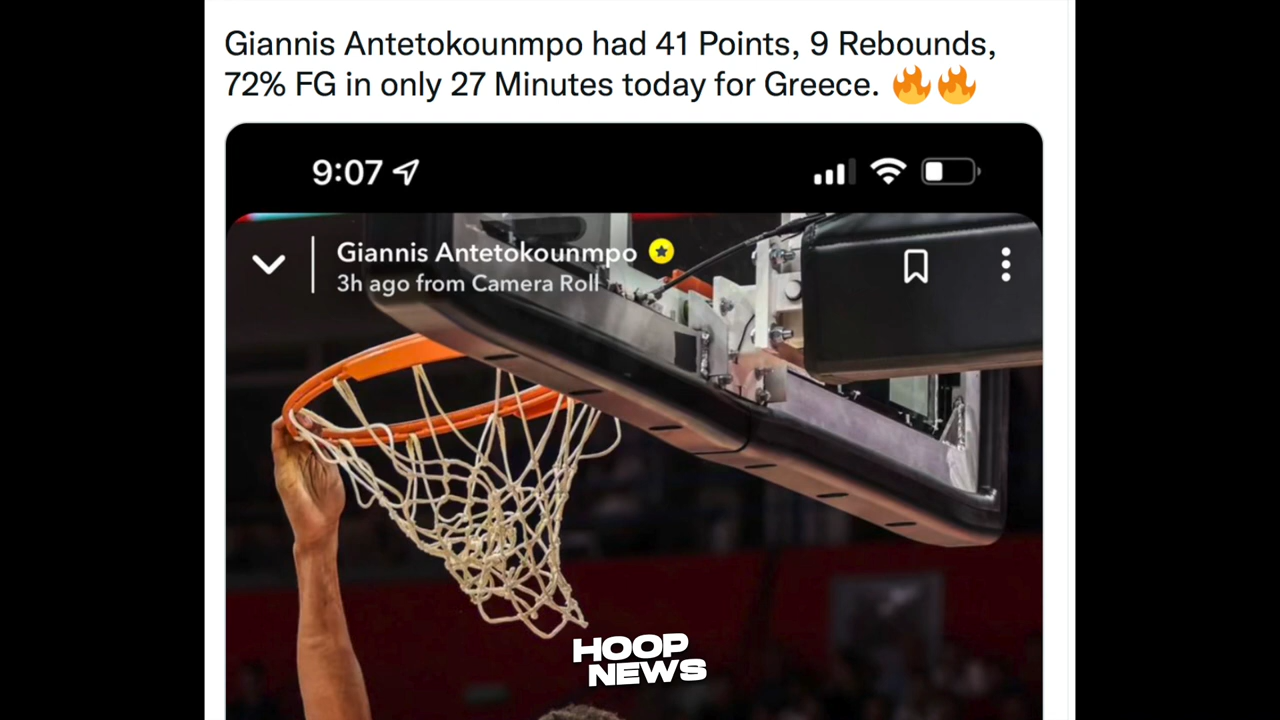 Giannis Antetokounmpo had 41 Points, 9 Rebounds,
72% FG in only 27 Minutes today for Greece. 🔥🔥
9:07
Giannis Antetokounmpo
3h ago from Camera Roll
HOOP
NEWS